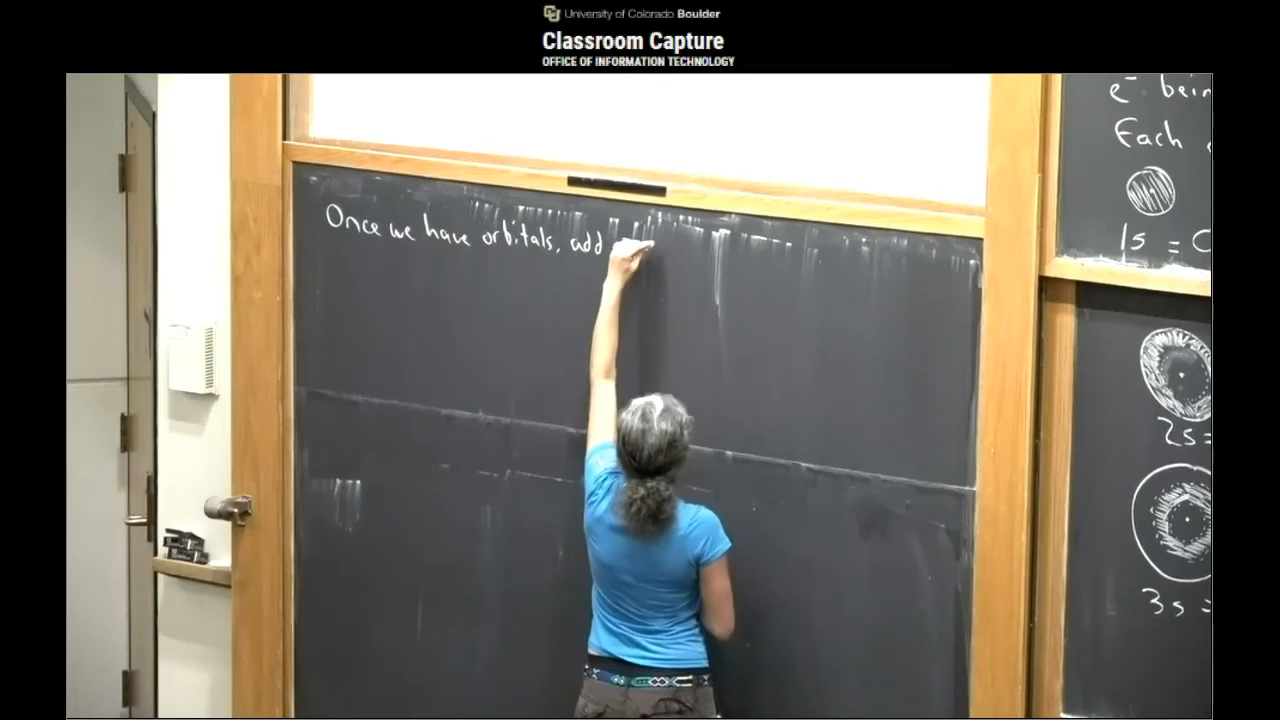 University of Colorado Boulder
Classroom Capture
OFFICE OF INFORMATION TECHNOLOGY
Once we have orbitals, add
e⁻ bein
Each
1s = C
2s =
3s =